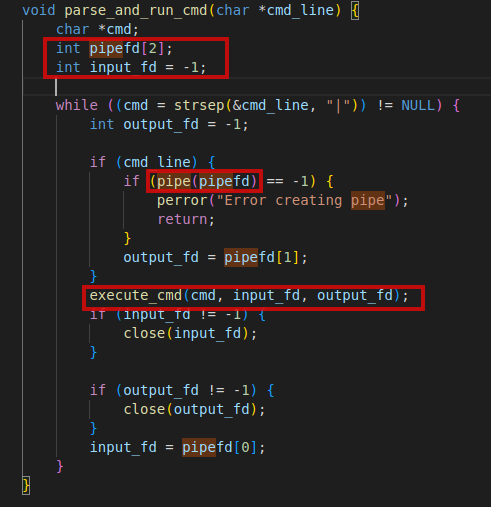 void parse_and_run_cmd(char *cmd_line) {
char *cmd;
int pipefd[2];
int input_fd = -1;
while ((cmd = strsep(&cmd_line, "|")) != NULL) {
int output_fd = -1;
if (cmd_line) {
if (pipe(pipefd) == -1) {
perror("Error creating pipe");
return;
}
output_fd = pipefd[1];
}
execute_cmd(cmd, input_fd, output_fd);
if (input_fd != -1) {
close(input_fd);
}
if (output_fd != -1) {
close(output_fd);
}
input_fd = pipefd[0];
}
}